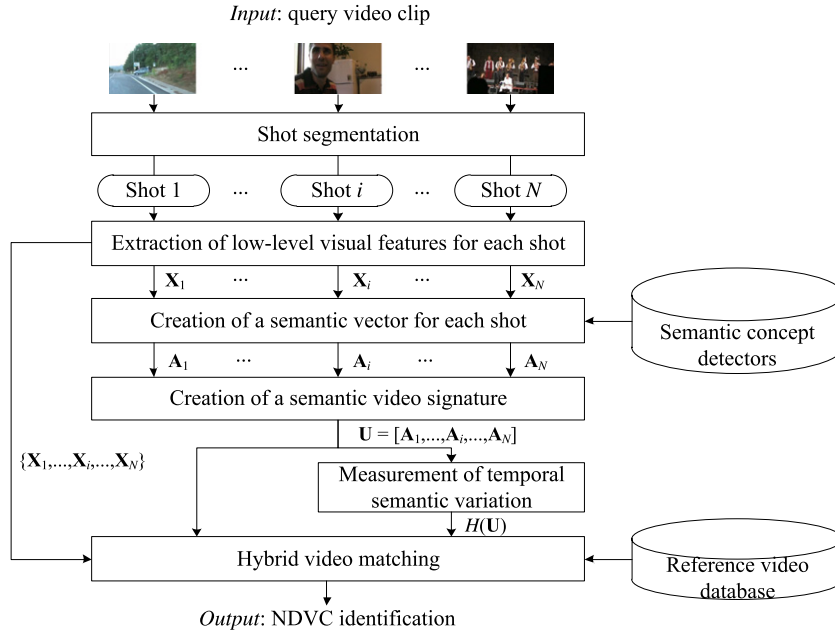 Input: query video clip
... ...
Shot segmentation
Shot 1 ... Shot i ... Shot N
Extraction of low-level visual features for each shot
X1 ... Xi ... XN
Creation of a semantic vector for each shot
Semantic concept
detectors
A1 ... Ai ... AN
Creation of a semantic video signature
U = [A1,...,Ai,...,AN]
{X1,...,Xi,...,XN}
Measurement of temporal
semantic variation
H(U)
Hybrid video matching
Reference video
database
Output: NDVC identification